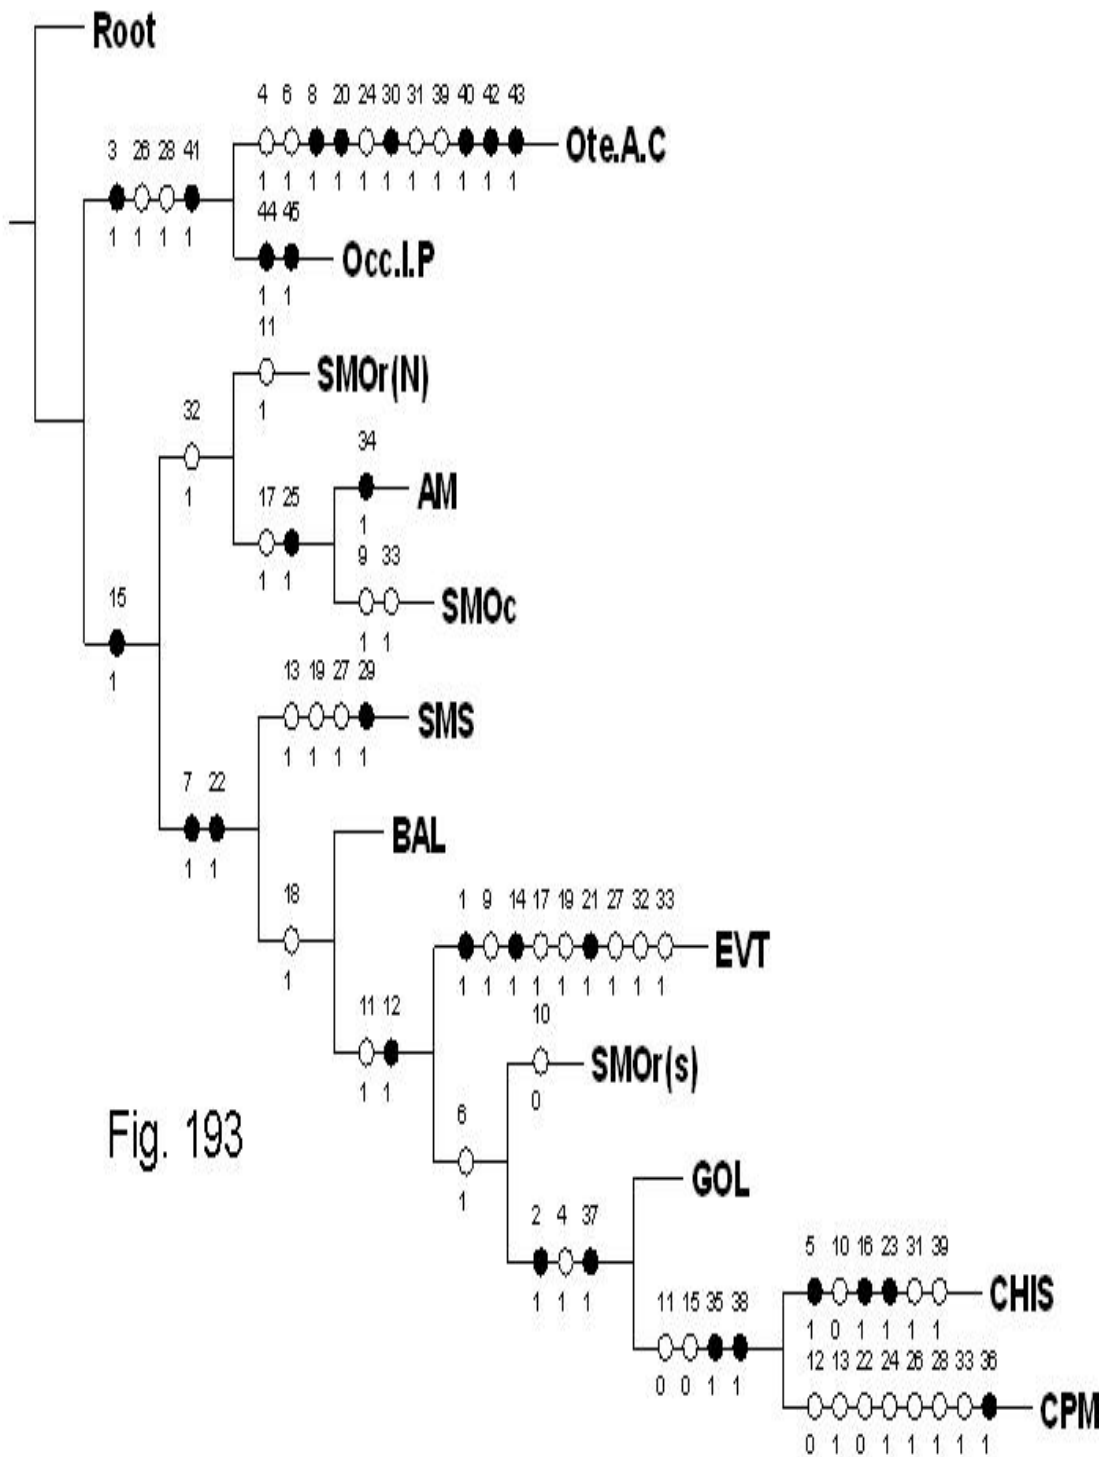 Root
4 6 8 20 24 30 31 39 40 42 43
Ote.A.C
1 1 1 1 1 1 1 1 1 1 1
3 26 28 41
1 1 1 1
44 45
Occ.I.P
1 1
11
SMOr(N)
1
32
1
34
AM
1
17 25
1 1
9 33
SMOc
1 1
15
1
13 19 27 29
SMS
1 1 1 1
7 22
1 1
BAL
18
1
1 9 14 17 19 21 27 32 33
EVT
1 1 1 1 1 1 1 1 1
11 12
1 1
10
SMOr(s)
0
Fig. 193
6
1
GOL
2 4 37
1 1 1
5 10 16 23 31 39
CHIS
1 0 1 1 1 1
11 15 35 38
0 0 1 1
12 13 22 24 26 28 33 36
CPM
0 1 0 1 1 1 1 1